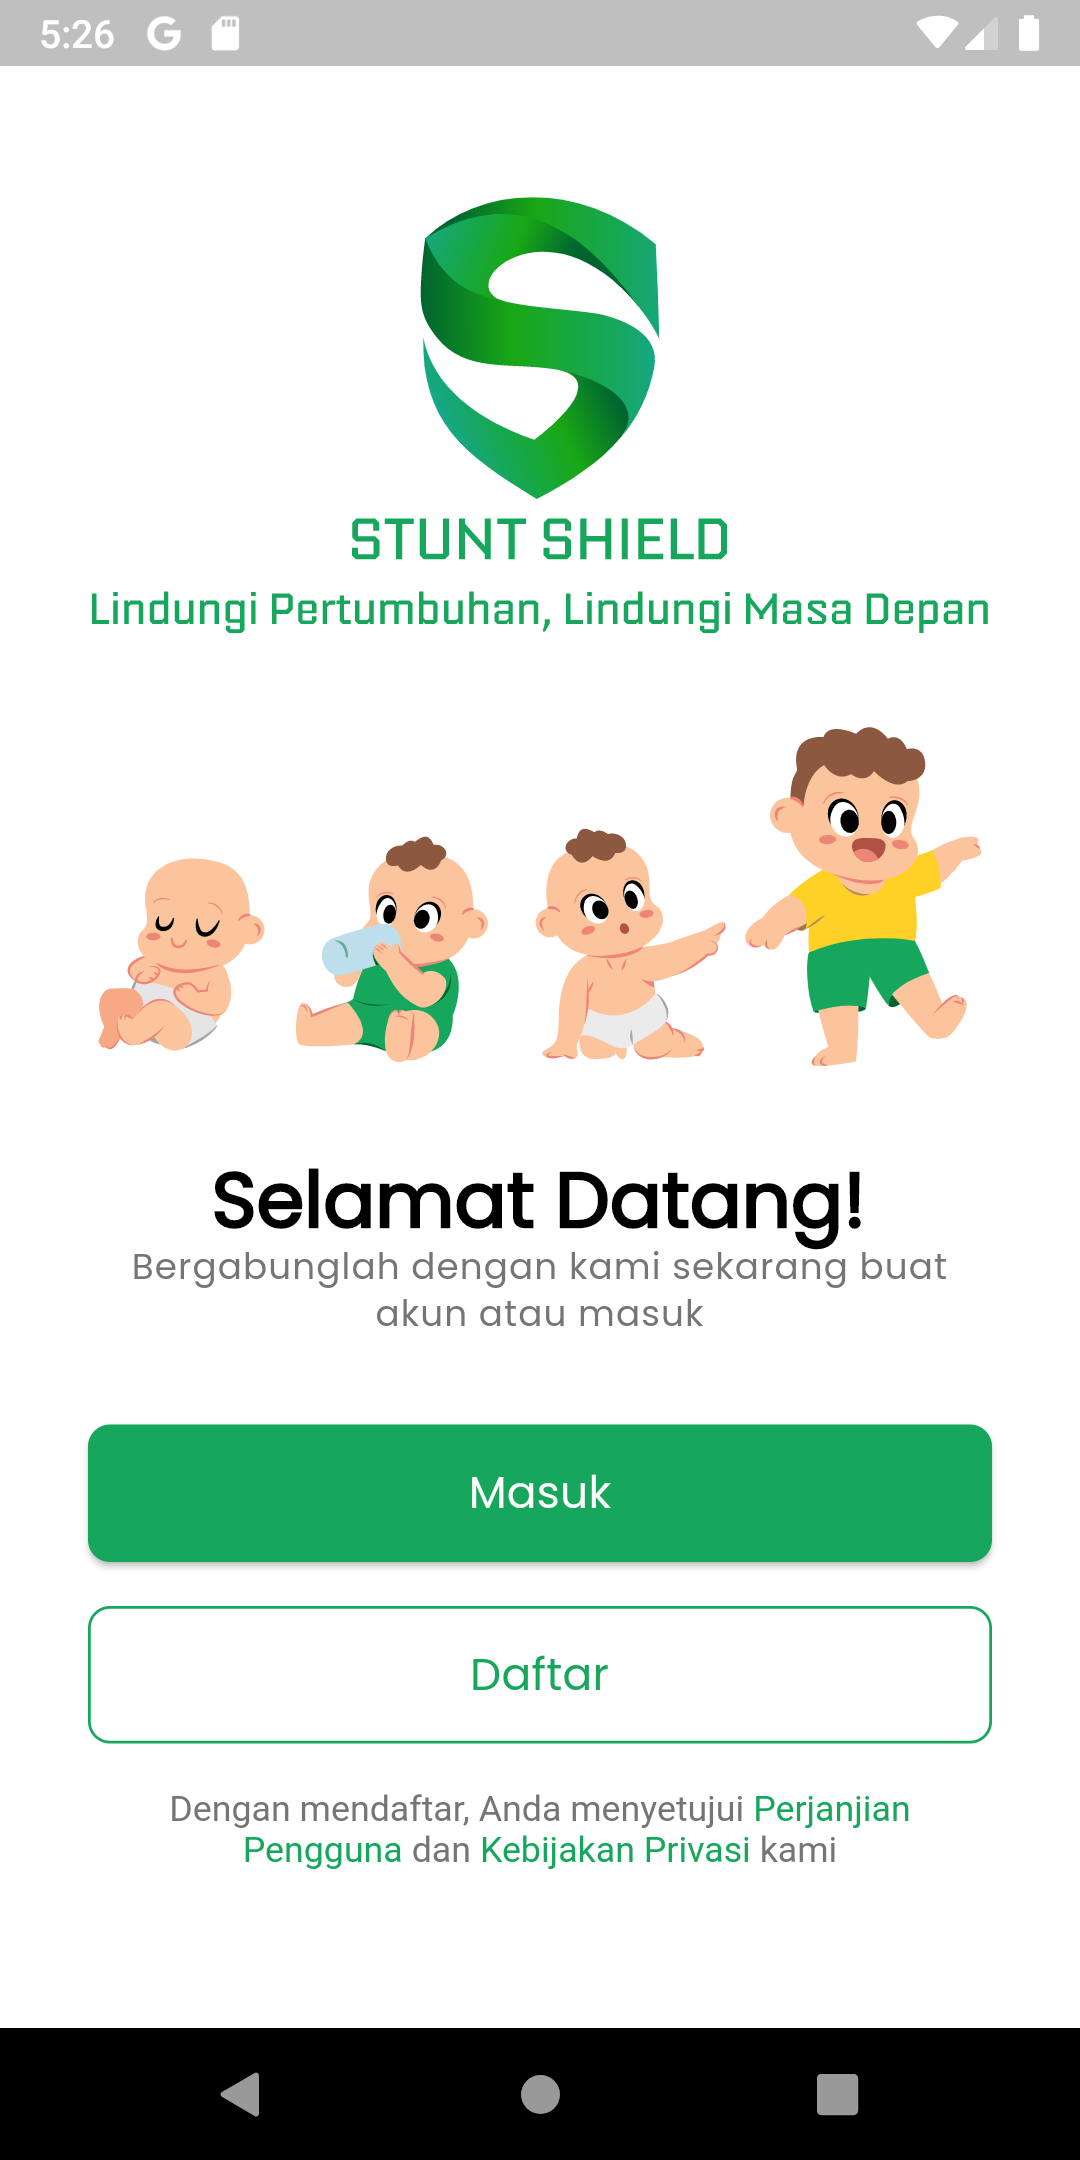 5:26
STUNT SHIELD
Lindungi Pertumbuhan, Lindungi Masa Depan
Selamat Datang!
Bergabunglah dengan kami sekarang buat
akun atau masuk
Masuk
Daftar
Dengan mendaftar, Anda menyetujui Perjanjian
Pengguna dan Kebijakan Privasi kami